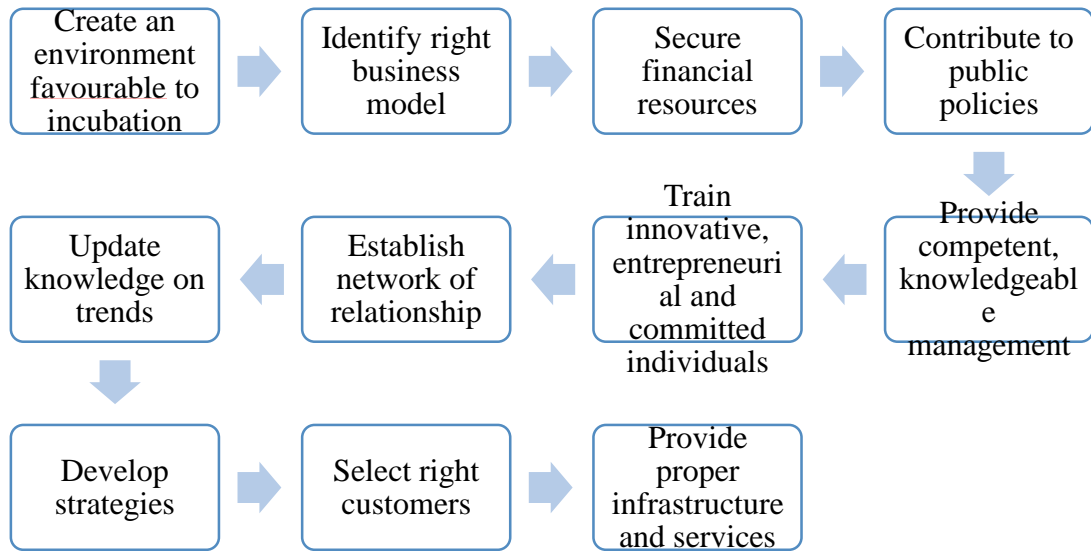 Create an
environment
favourable to
incubation
Identify right
business
model
Secure
financial
resources
Contribute to
public
policies
Provide
competent,
knowledgeabl
e
management
Train
innovative,
entrepreneuri
al and
committed
individuals
Establish
network of
relationship
Update
knowledge on
trends
Develop
strategies
Select right
customers
Provide
proper
infrastructure
and services